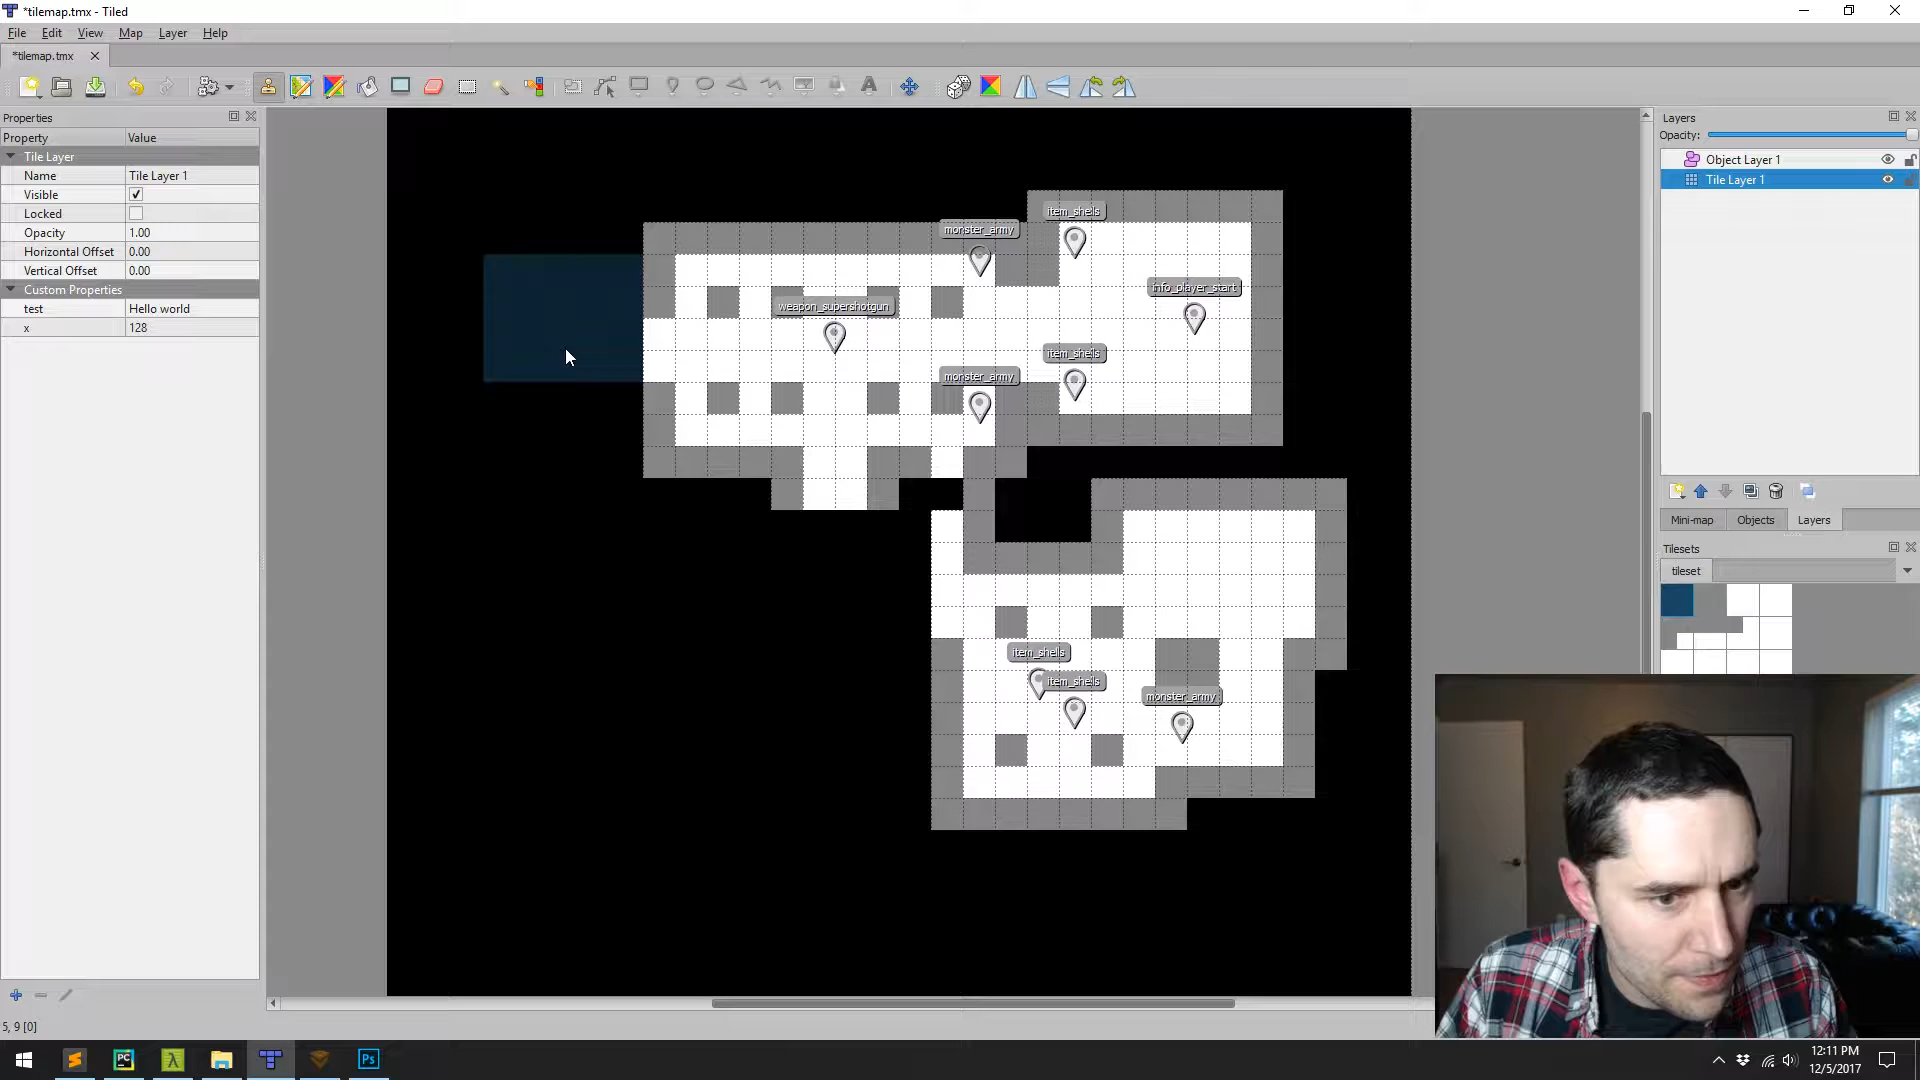 *tilemap.tmx - Tiled
File Edit View Map Layer Help
*tilemap.tmx
Properties
Property Value
Tile Layer
Name Tile Layer 1
Visible
Locked
Opacity 1.00
Horizontal Offset 0.00
Vertical Offset 0.00
Custom Properties
test Hello world
x 128
item_shells
monster_army
info_player_start
weapon_supershotgun
item_shells
monster_army
item_shells
item_shells
monster_army
Layers
Opacity:
Object Layer 1
Tile Layer 1
Mini-map Objects Layers
Tilesets
tileset
5, 9 [0]
PC
λ
Ps
12:11 PM
12/5/2017